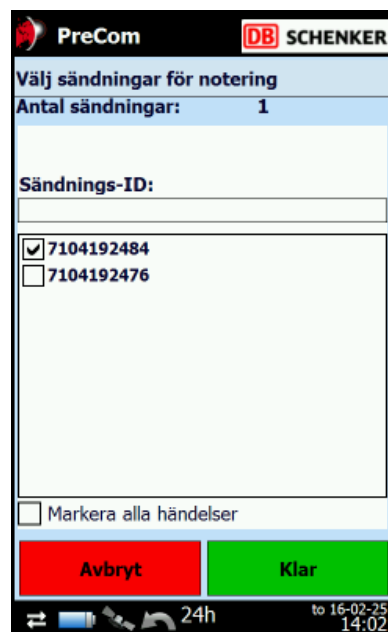 PreCom DB SCHENKER
Välj sändningar för notering
Antal sändningar: 1
Sändnings-ID:
7104192484
7104192476
Markera alla händelser
Avbryt Klar
24h to 16-02-25
14:02